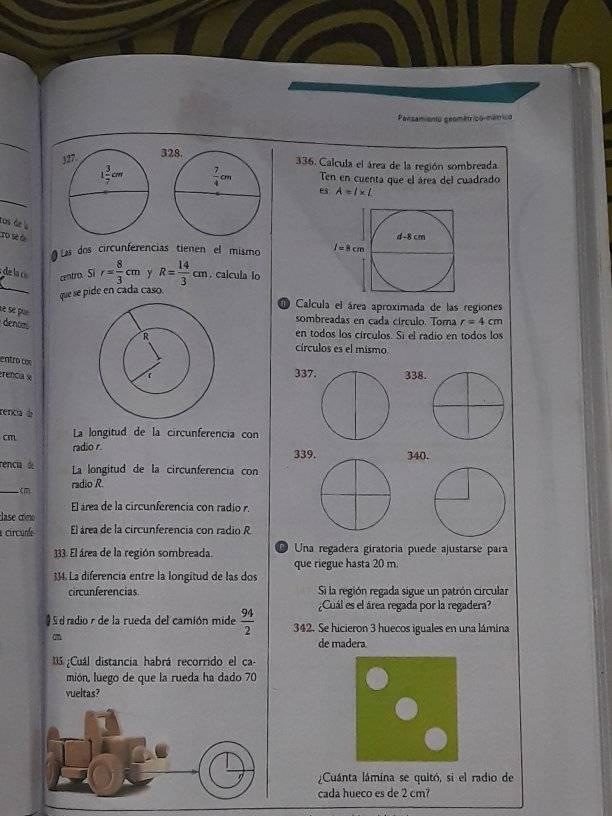 Pensamiento geométrico-métrico
327.
1 3/7 cm
328.
7/4 cm
Las dos circunferencias tienen el mismo
centro. Si r = 8/3 cm y R = 14/3 cm, calcula lo
que se pide en cada caso.
R
r
La longitud de la circunferencia con
radio r.
La longitud de la circunferencia con
radio R.
El área de la circunferencia con radio r.
El área de la circunferencia con radio R.
333. El área de la región sombreada.
334. La diferencia entre la longitud de las dos
circunferencias.
Si el radio r de la rueda del camión mide 94/2
cm.
335. ¿Cuál distancia habrá recorrido el ca-
mión, luego de que la rueda ha dado 70
vueltas?
r
336. Calcula el área de la región sombreada.
Ten en cuenta que el área del cuadrado
es: A = l × l.
l = 8 cm
d=8 cm
Calcula el área aproximada de las regiones
sombreadas en cada círculo. Toma r = 4 cm
en todos los círculos. Si el radio en todos los
círculos es el mismo.
337.
338.
339.
340.
Una regadera giratoria puede ajustarse para
que riegue hasta 20 m.
Si la región regada sigue un patrón circular
¿Cuál es el área regada por la regadera?
342. Se hicieron 3 huecos iguales en una lámina
de madera.
¿Cuánta lámina se quitó, si el radio de
cada hueco es de 2 cm?